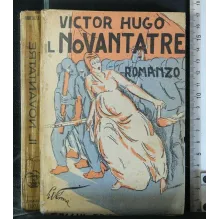 VICTOR HUGO
IL NOVANTATRE
ROMANZO
IL NOVANTATRE